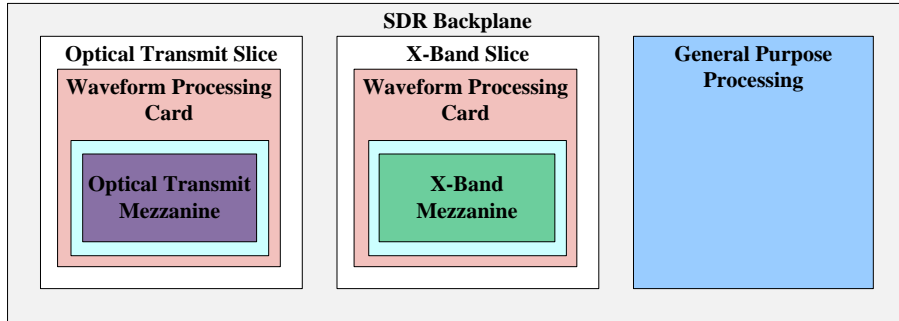 SDR Backplane
Optical Transmit Slice
Waveform Processing
Card
Optical Transmit
Mezzanine
X-Band Slice
Waveform Processing
Card
X-Band
Mezzanine
General Purpose
Processing